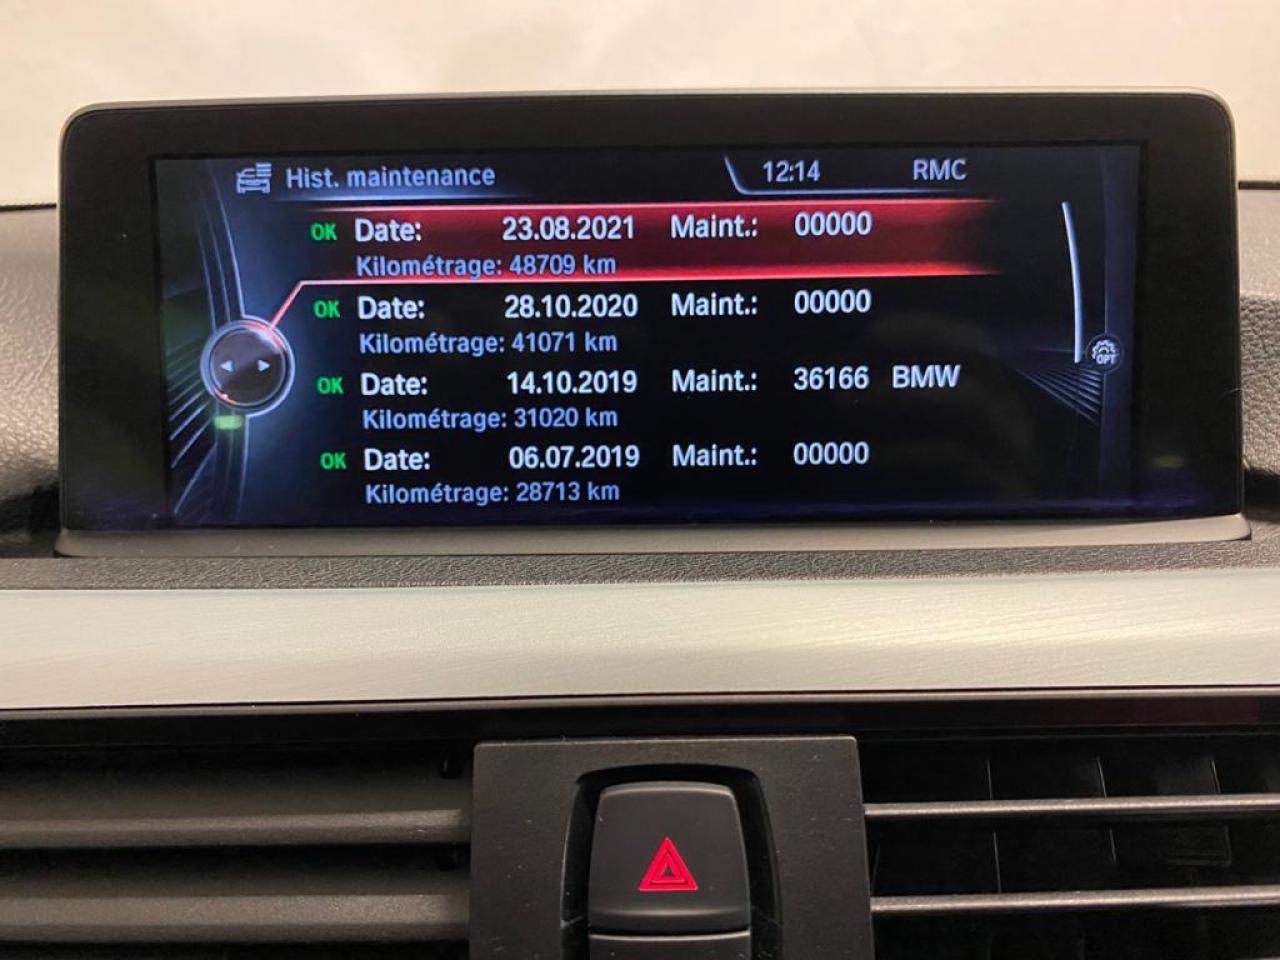 Hist. maintenance 12:14 RMC
OK Date: 23.08.2021 Maint.: 00000
Kilométrage: 48709 km
OK Date: 28.10.2020 Maint.: 00000
Kilométrage: 41071 km
OPT
OK Date: 14.10.2019 Maint.: 36166 BMW
Kilométrage: 31020 km
OK Date: 06.07.2019 Maint.: 00000
Kilométrage: 28713 km